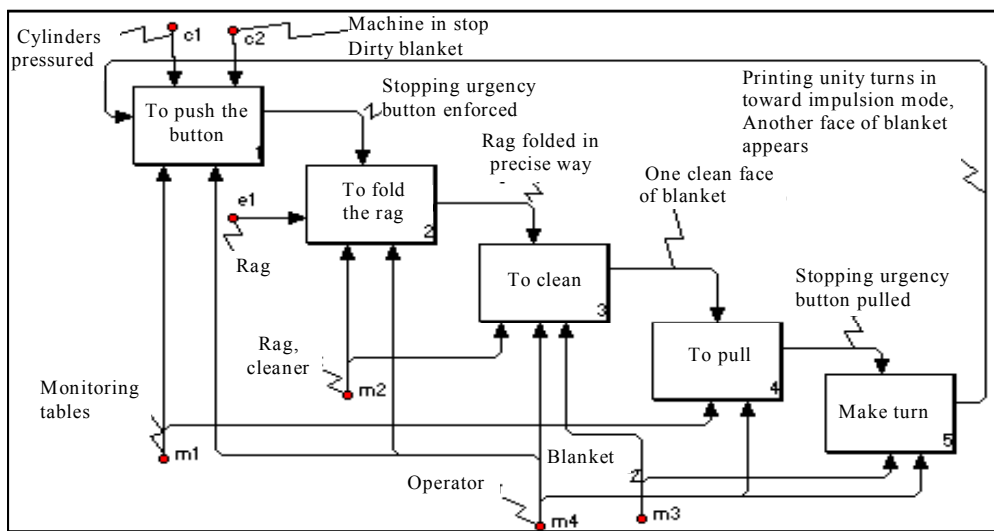 Cylinders
pressured
c1
c2
Machine in stop
Dirty blanket
To push the
button
1
Stopping urgency
button enforced
Printing unity turns in
toward impulsion mode,
Another face of blanket
appears
Rag folded in
precise way
e1
Rag
To fold
the rag
2
One clean face
of blanket
To clean
3
Stopping urgency
button pulled
Rag,
cleaner
m2
To pull
4
Monitoring
tables
m1
Make turn
5
Blanket
Operator
m4
m3